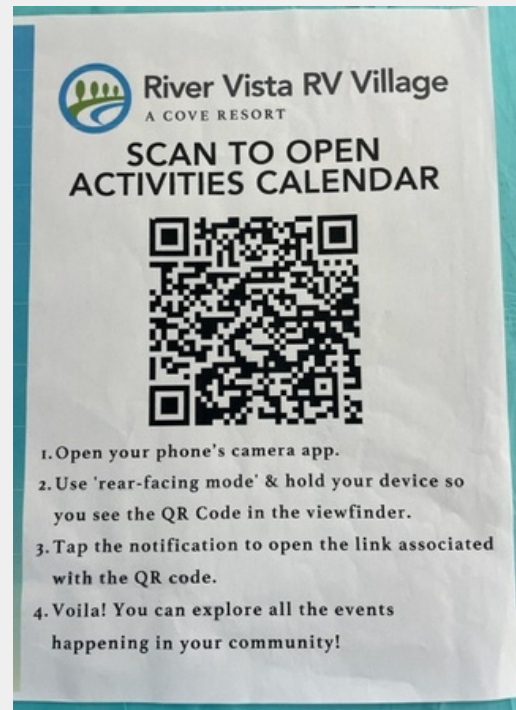 River Vista RV Village
A COVE RESORT
SCAN TO OPEN
ACTIVITIES CALENDAR
1. Open your phone's camera app.
2. Use 'rear-facing mode' & hold your device so
you see the QR Code in the viewfinder.
3. Tap the notification to open the link associated
with the QR code.
4. Voila! You can explore all the events
happening in your community!